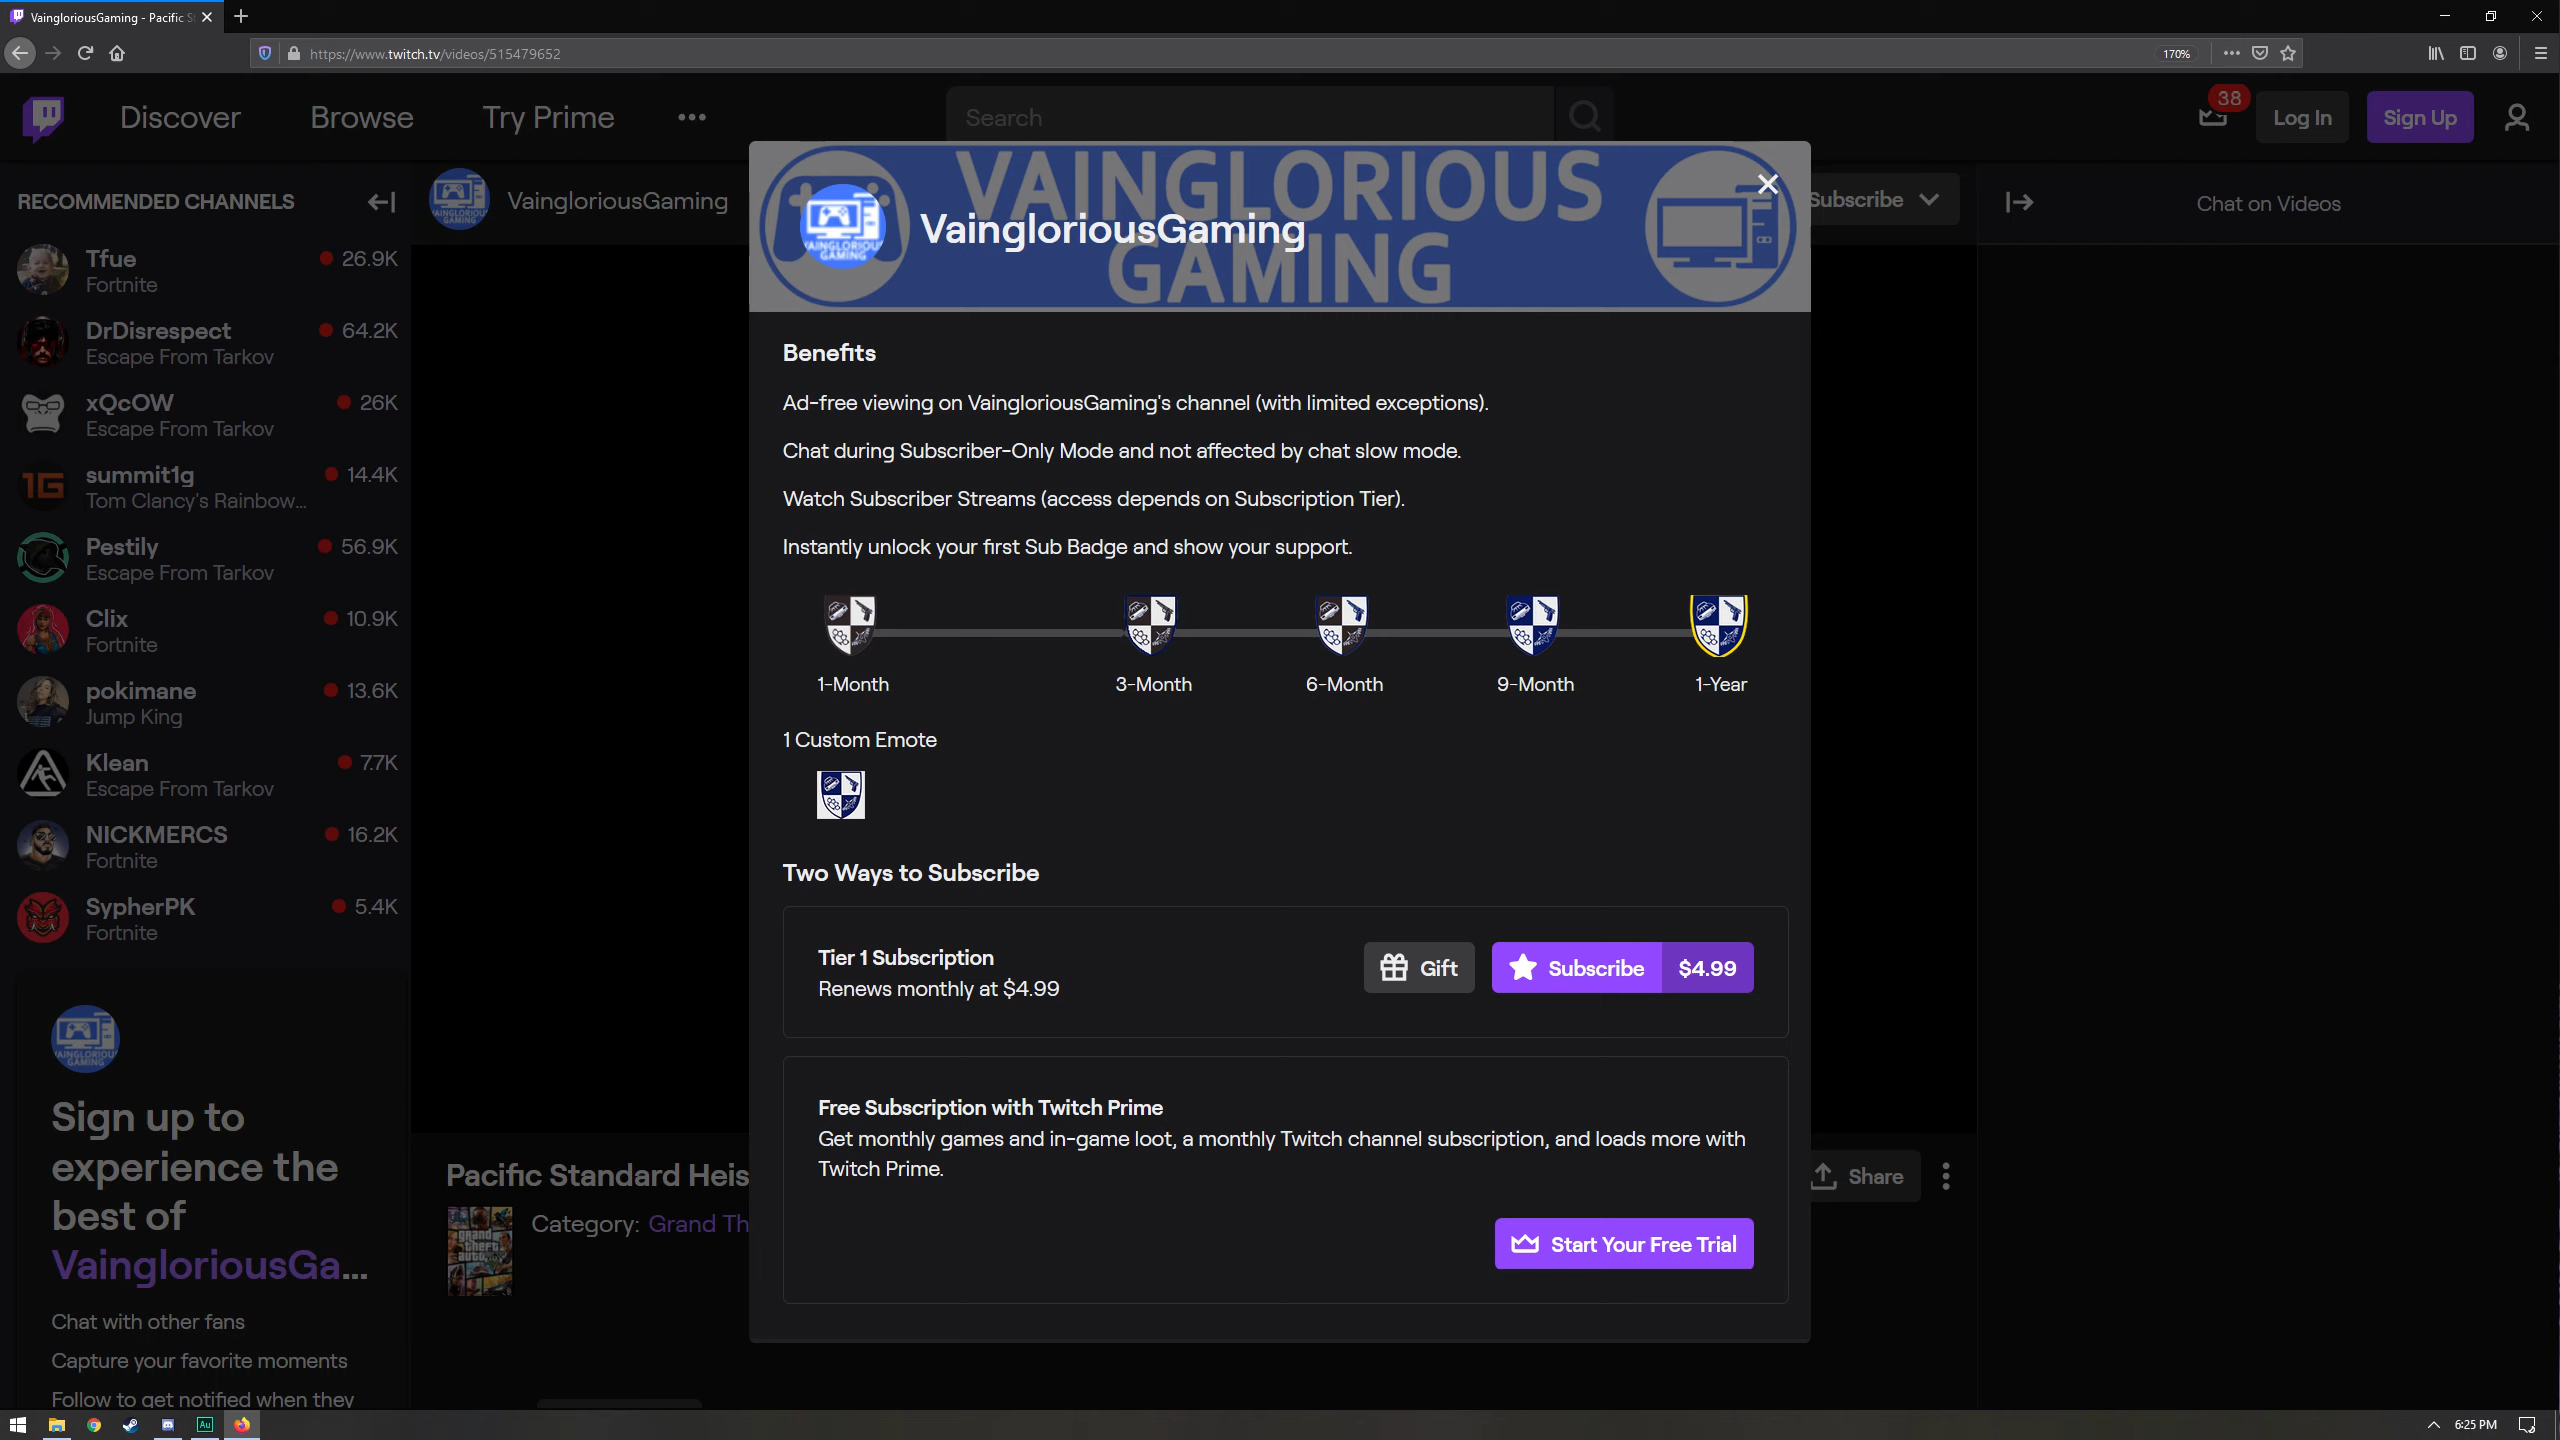 VaingloriousGaming - Pacific S
https://www.twitch.tv/videos/515479652
170%
Discover
Browse
Try Prime
Search
38
Log In
Sign Up
RECOMMENDED CHANNELS
Tfue
26.9K
Fortnite
DrDisrespect
64.2K
Escape From Tarkov
xQcOW
26K
Escape From Tarkov
summit1g
14.4K
Tom Clancy's Rainbow...
Pestily
56.9K
Escape From Tarkov
Clix
10.9K
Fortnite
pokimane
13.6K
Jump King
Klean
7.7K
Escape From Tarkov
NICKMERCS
16.2K
Fortnite
SypherPK
5.4K
Fortnite
Sign up to
experience the
best of
VaingloriousGa...
Chat with other fans
Capture your favorite moments
Follow to get notified when they
VaingloriousGaming
Subscribe
Chat on Videos
VAINGLORIOUS
GAMING
VaingloriousGaming
Benefits
Ad-free viewing on VaingloriousGaming's channel (with limited exceptions).
Chat during Subscriber-Only Mode and not affected by chat slow mode.
Watch Subscriber Streams (access depends on Subscription Tier).
Instantly unlock your first Sub Badge and show your support.
1-Month
3-Month
6-Month
9-Month
1-Year
1 Custom Emote
Two Ways to Subscribe
Tier 1 Subscription
Renews monthly at $4.99
Gift
Subscribe
$4.99
Free Subscription with Twitch Prime
Get monthly games and in-game loot, a monthly Twitch channel subscription, and loads more with
Twitch Prime.
Start Your Free Trial
Pacific Standard Heis
Category: Grand Th
grand
theft
auto
Share
Au
6:25 PM